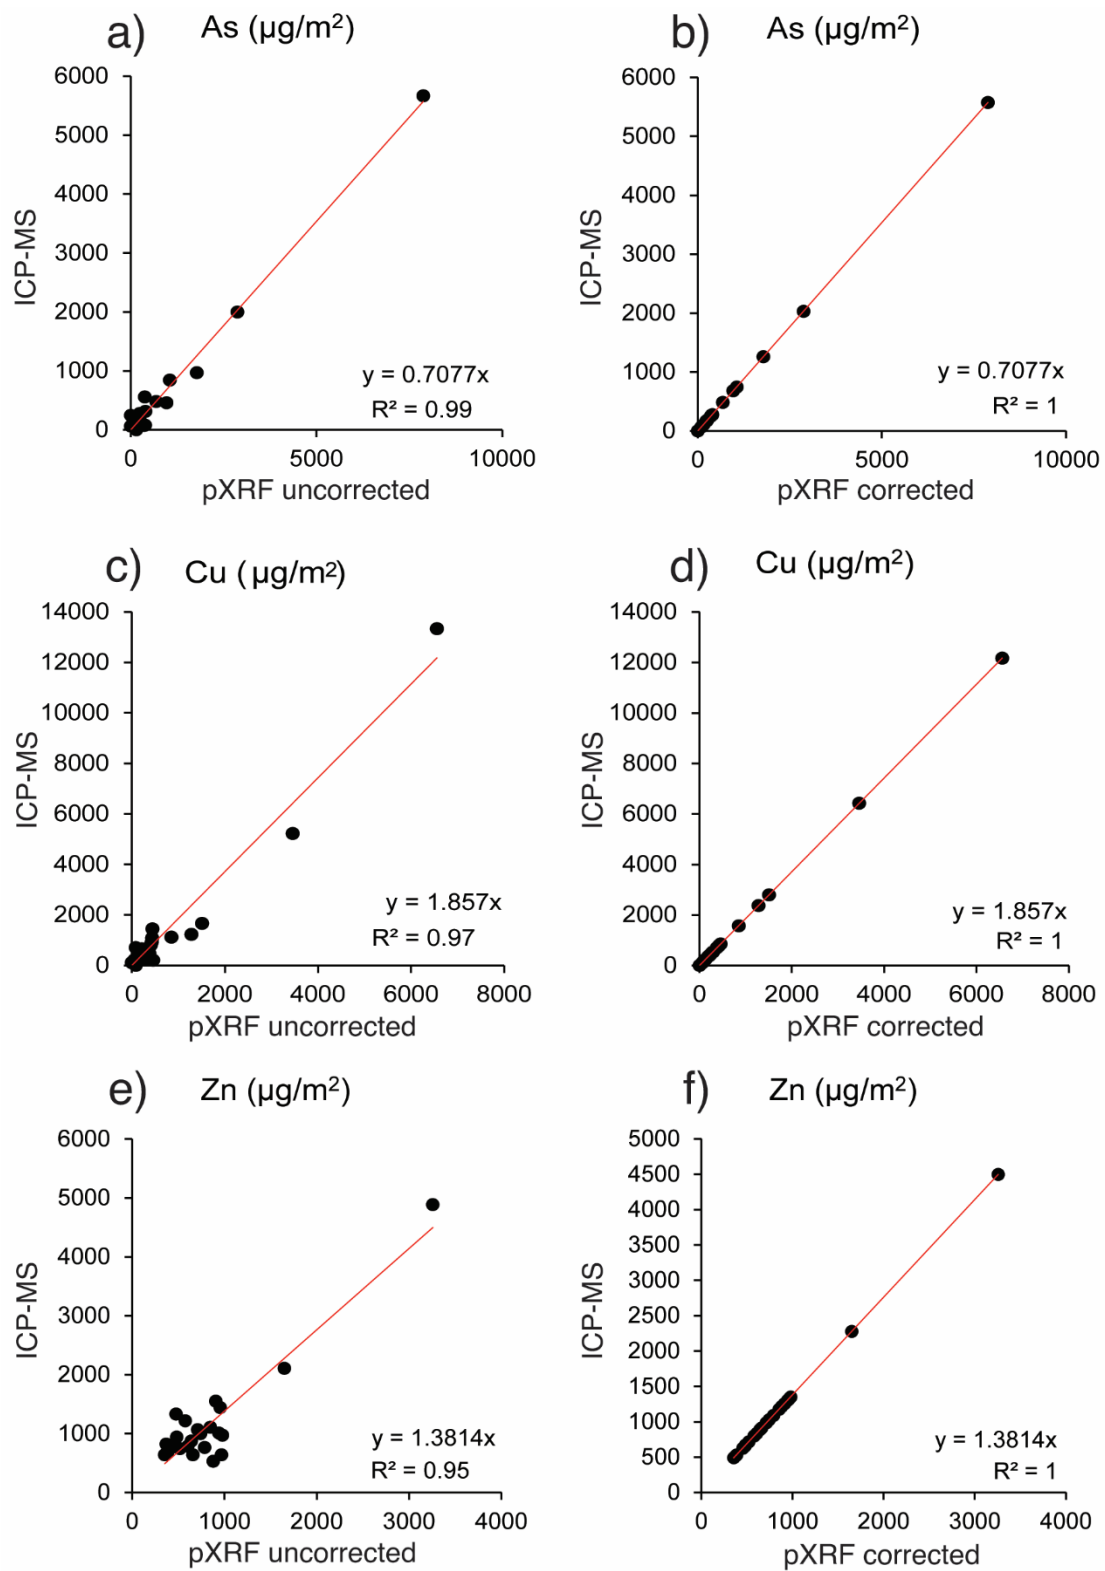 a) As (µg/m²)
6000
5000
4000
3000
2000
1000
0
ICP-MS
y = 0.7077x
R² = 0.99
0 5000 10000
pXRF uncorrected
b) As (µg/m²)
6000
5000
4000
3000
2000
1000
0
ICP-MS
y = 0.7077x
R² = 1
0 5000 10000
pXRF corrected
c) Cu (µg/m²)
14000
12000
10000
8000
6000
4000
2000
0
ICP-MS
y = 1.857x
R² = 0.97
0 2000 4000 6000 8000
pXRF uncorrected
d) Cu (µg/m²)
14000
12000
10000
8000
6000
4000
2000
0
ICP-MS
y = 1.857x
R² = 1
0 2000 4000 6000 8000
pXRF corrected
e) Zn (µg/m²)
6000
5000
4000
3000
2000
1000
0
ICP-MS
y = 1.3814x
R² = 0.95
0 1000 2000 3000 4000
pXRF uncorrected
f) Zn (µg/m²)
5000
4500
4000
3500
3000
2500
2000
1500
1000
500
0
ICP-MS
y = 1.3814x
R² = 1
0 1000 2000 3000 4000
pXRF corrected